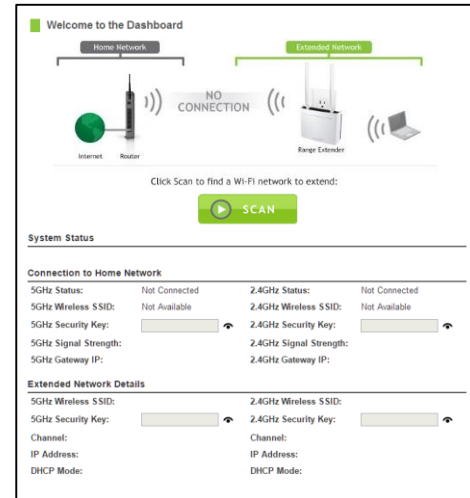 Welcome to the Dashboard
Home Network Extended Network
NO
CONNECTION
Internet Router Range Extender
Click Scan to find a Wi-Fi network to extend:
SCAN
System Status
Connection to Home Network
5GHz Status: Not Connected 2.4GHz Status: Not Connected
5GHz Wireless SSID: Not Available 2.4GHz Wireless SSID: Not Available
5GHz Security Key: 2.4GHz Security Key:
5GHz Signal Strength: 2.4GHz Signal Strength:
5GHz Gateway IP: 2.4GHz Gateway IP:
Extended Network Details
5GHz Wireless SSID: 2.4GHz Wireless SSID:
5GHz Security Key: 2.4GHz Security Key:
Channel: Channel:
IP Address: IP Address:
DHCP Mode: DHCP Mode: